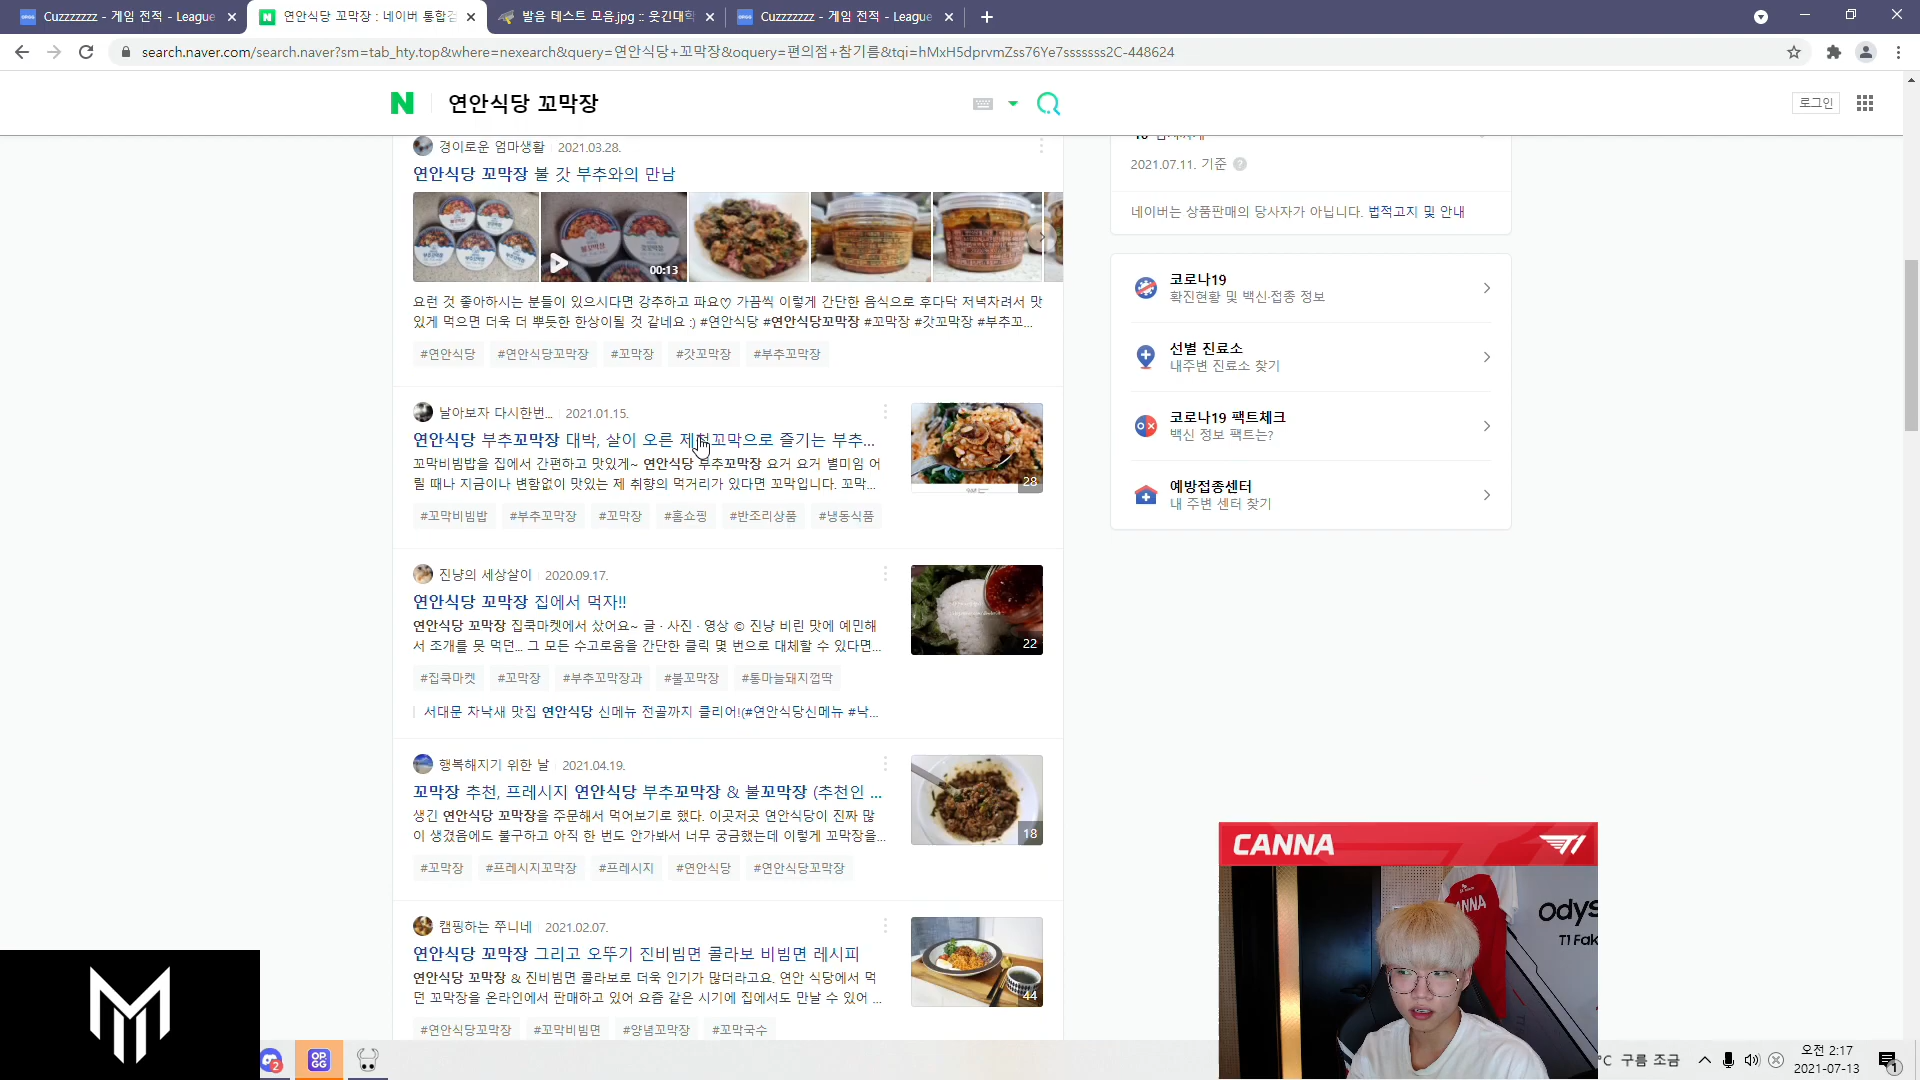 Cuzzzzzzz - 게임 전적 - League
연안식당 꼬막장 : 네이버 통합검
발음 테스트 모음.jpg :: 웃긴대학
Cuzzzzzzz - 게임 전적 - League
search.naver.com/search.naver?sm=tab_hty.top&where=nexearch&query=연안식당+꼬막장&oquery=편의점+참기름&tqi=hMxH5dprvmZss76Ye7sssssss2C-448624
N 연안식당 꼬막장
로그인
경이로운 엄마생활 2021.03.28.
연안식당 꼬막장 불 갓 부추와의 만남
00:13
요런 것 좋아하시는 분들이 있으시다면 강추하고 파요♡ 가끔씩 이렇게 간단한 음식으로 후다닥 저녁차려서 맛
있게 먹으면 더욱 더 뿌듯한 한상이될 것 같네요 :) #연안식당 #연안식당꼬막장 #꼬막장 #갓꼬막장 #부추꼬...
#연안식당 #연안식당꼬막장 #꼬막장 #갓꼬막장 #부추꼬막장
날아보자 다시한번... 2021.01.15.
연안식당 부추꼬막장 대박, 살이 오른 제철꼬막으로 즐기는 부추...
꼬막비빔밥을 집에서 간편하고 맛있게~ 연안식당 부추꼬막장 요거 요거 별미임 어
릴 때나 지금이나 변함없이 맛있는 제 취향의 먹거리가 있다면 꼬막입니다. 꼬막...
28
#꼬막비빔밥 #부추꼬막장 #꼬막장 #홈쇼핑 #반조리상품 #냉동식품
진냥의 세상살이 2020.09.17.
연안식당 꼬막장 집에서 먹자!!
연안식당 꼬막장 집쿡마켓에서 샀어요~ 글 · 사진 · 영상 © 진냥 비린 맛에 예민해
서 조개를 못 먹던... 그 모든 수고로움을 간단한 클릭 몇 번으로 대체할 수 있다면...
22
#집쿡마켓 #꼬막장 #부추꼬막장과 #불꼬막장 #통마늘돼지껍딱
서대문 차낙새 맛집 연안식당 신메뉴 전골까지 클리어!(#연안식당신메뉴 #낙...
행복해지기 위한 날 2021.04.19.
꼬막장 추천, 프레시지 연안식당 부추꼬막장 & 불꼬막장 (추천인 ...
생긴 연안식당 꼬막장을 주문해서 먹어보기로 했다. 이곳저곳 연안식당이 진짜 많
이 생겼음에도 불구하고 아직 한 번도 안가봐서 너무 궁금했는데 이렇게 꼬막장을...
18
#꼬막장 #프레시지꼬막장 #프레시지 #연안식당 #연안식당꼬막장
캠핑하는 쭈니네 2021.02.07.
연안식당 꼬막장 그리고 오뚜기 진비빔면 콜라보 비빔면 레시피
연안식당 꼬막장 & 진비빔면 콜라보로 더욱 인기가 많더라고요. 연안 식당에서 먹
던 꼬막장을 온라인에서 판매하고 있어 요즘 같은 시기에 집에서도 만날 수 있어 ...
44
#연안식당꼬막장 #꼬막비빔면 #양념꼬막장 #꼬막국수
2021.07.11. 기준
네이버는 상품판매의 당사자가 아닙니다. 법적고지 및 안내
코로나19
확진현황 및 백신·접종 정보
선별 진료소
내주변 진료소 찾기
코로나19 팩트체크
백신 정보 팩트는?
예방접종센터
내 주변 센터 찾기
CANNA T1
CANNA
odys
T1 Fak
2
OP.GG
°C 구름 조금
오전 2:17
2021-07-13
1